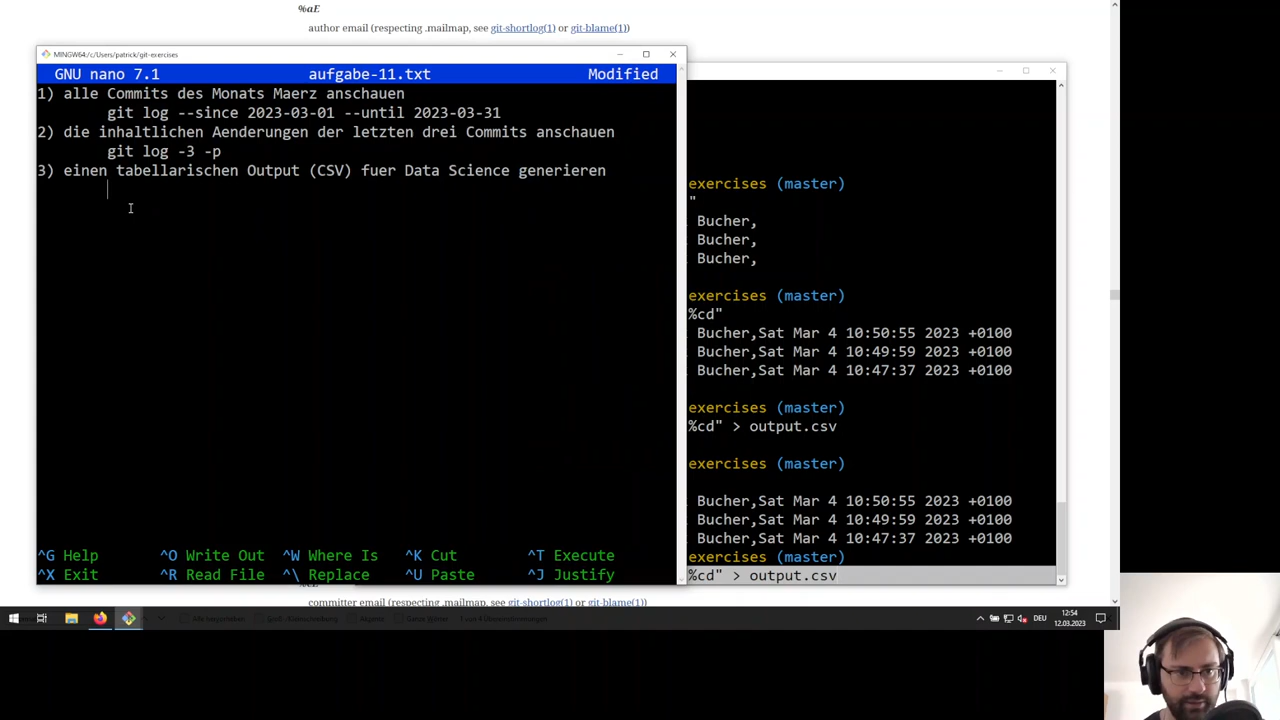 %aE
author email (respecting .mailmap, see git-shortlog(1) or git-blame(1))
MINGW64:/c/Users/patrick/git-exercises
GNU nano 7.1 aufgabe-11.txt Modified
1) alle Commits des Monats Maerz anschauen
git log --since 2023-03-01 --until 2023-03-31
2) die inhaltlichen Aenderungen der letzten drei Commits anschauen
git log -3 -p
3) einen tabellarischen Output (CSV) fuer Data Science generieren
^G Help ^O Write Out ^W Where Is ^K Cut ^T Execute
^X Exit ^R Read File ^\ Replace ^U Paste ^J Justify
exercises (master)
"
Bucher,
Bucher,
Bucher,
exercises (master)
%cd"
Bucher,Sat Mar 4 10:50:55 2023 +0100
Bucher,Sat Mar 4 10:49:59 2023 +0100
Bucher,Sat Mar 4 10:47:37 2023 +0100
exercises (master)
%cd" > output.csv
exercises (master)
Bucher,Sat Mar 4 10:50:55 2023 +0100
Bucher,Sat Mar 4 10:49:59 2023 +0100
Bucher,Sat Mar 4 10:47:37 2023 +0100
exercises (master)
%cd" > output.csv
committer email (respecting .mailmap, see git-shortlog(1) or git-blame(1))
DEU
12:54
12.03.2023